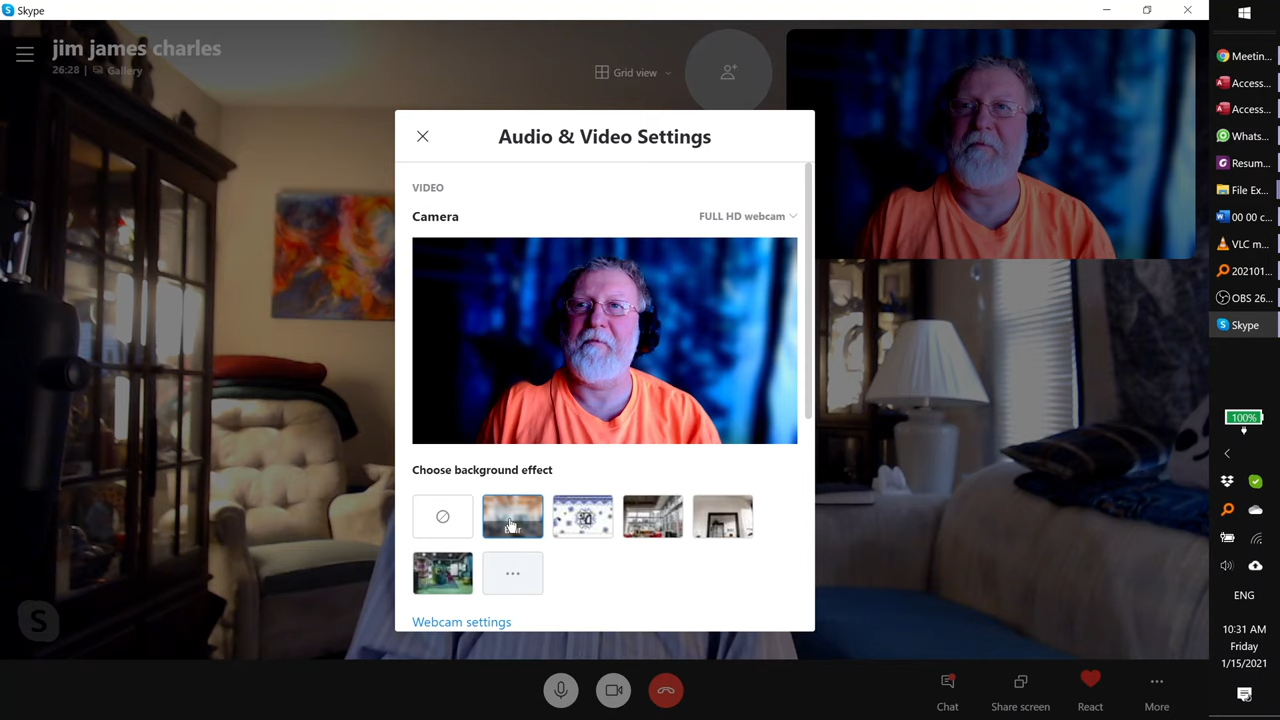 Skype
jim james charles
26:28 | Gallery
Grid view
Audio & Video Settings
VIDEO
Camera
FULL HD webcam
Choose background effect
Webcam settings
Chat
Share screen
React
More
Meetin...
Access...
Access...
Whats...
Resum...
File Ex...
00 00 c...
VLC m...
202101...
OBS 26...
Skype
100%
ENG
10:31 AM
Friday
1/15/2021